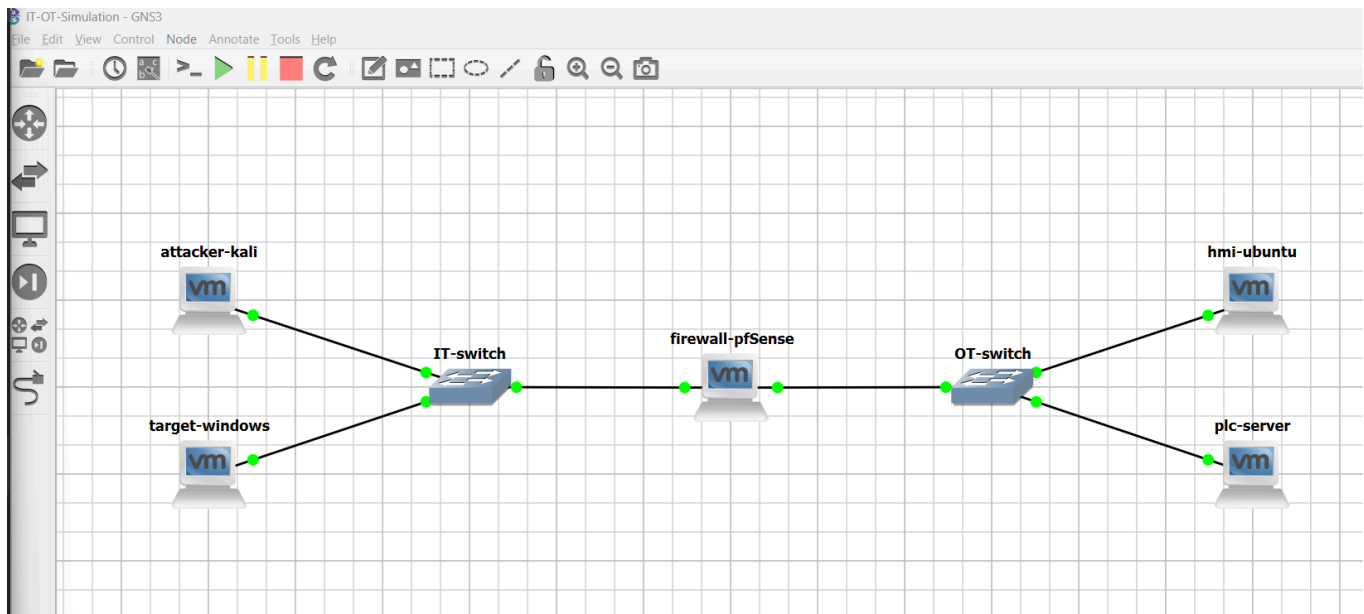 IT-OT-Simulation - GNS3
File Edit View Control Node Annotate Tools Help
attacker-kali
vm
hmi-ubuntu
vm
firewall-pfSense
vm
IT-switch
OT-switch
target-windows
vm
plc-server
vm